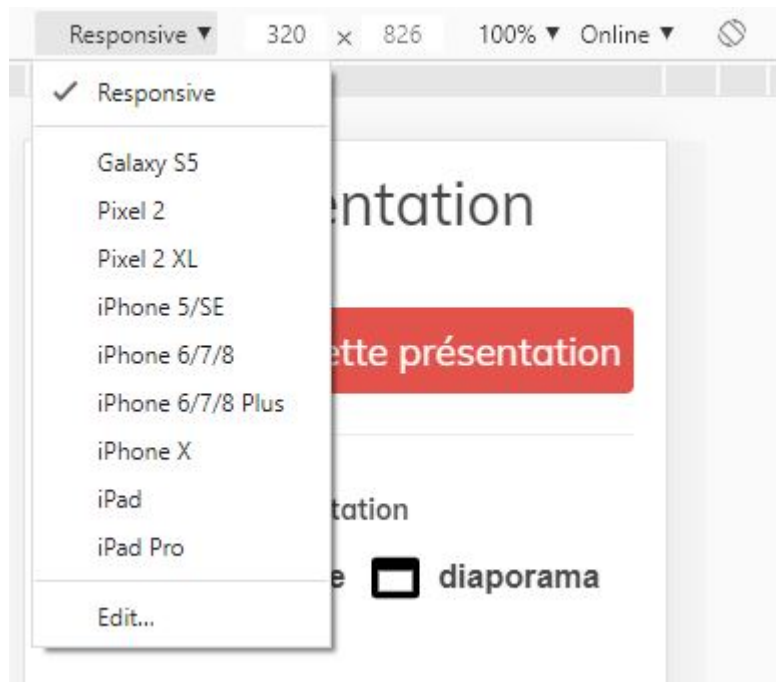 Responsive ▼ 320 × 826 100% ▼ Online ▼
✓ Responsive
Galaxy S5
Pixel 2
Pixel 2 XL
iPhone 5/SE
iPhone 6/7/8
iPhone 6/7/8 Plus
iPhone X
iPad
iPad Pro
Edit...
entation
ette présentation
tation
e diaporama